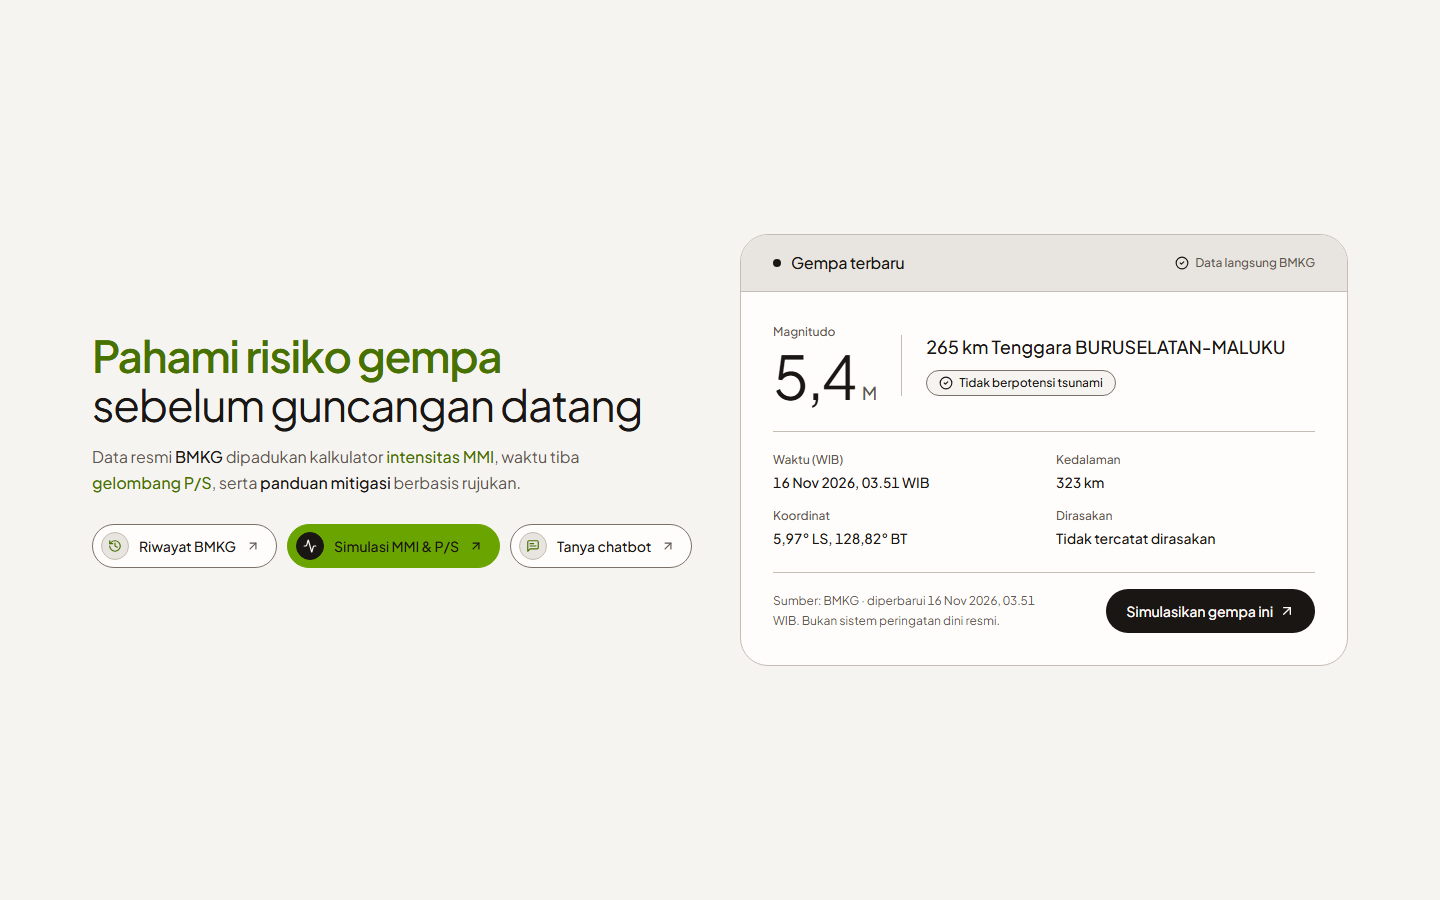 Pahami risiko gempa
sebelum guncangan datang
Data resmi BMKG dipadukan kalkulator intensitas MMI, waktu tiba
gelombang P/S, serta panduan mitigasi berbasis rujukan.
Riwayat BMKG
Simulasi MMI & P/S
Tanya chatbot
Gempa terbaru
Data langsung BMKG
Magnitudo
5,4 M
265 km Tenggara BURUSELATAN-MALUKU
Tidak berpotensi tsunami
Waktu (WIB)
16 Nov 2026, 03.51 WIB
Kedalaman
323 km
Koordinat
5,97° LS, 128,82° BT
Dirasakan
Tidak tercatat dirasakan
Sumber: BMKG · diperbarui 16 Nov 2026, 03.51
WIB. Bukan sistem peringatan dini resmi.
Simulasikan gempa ini